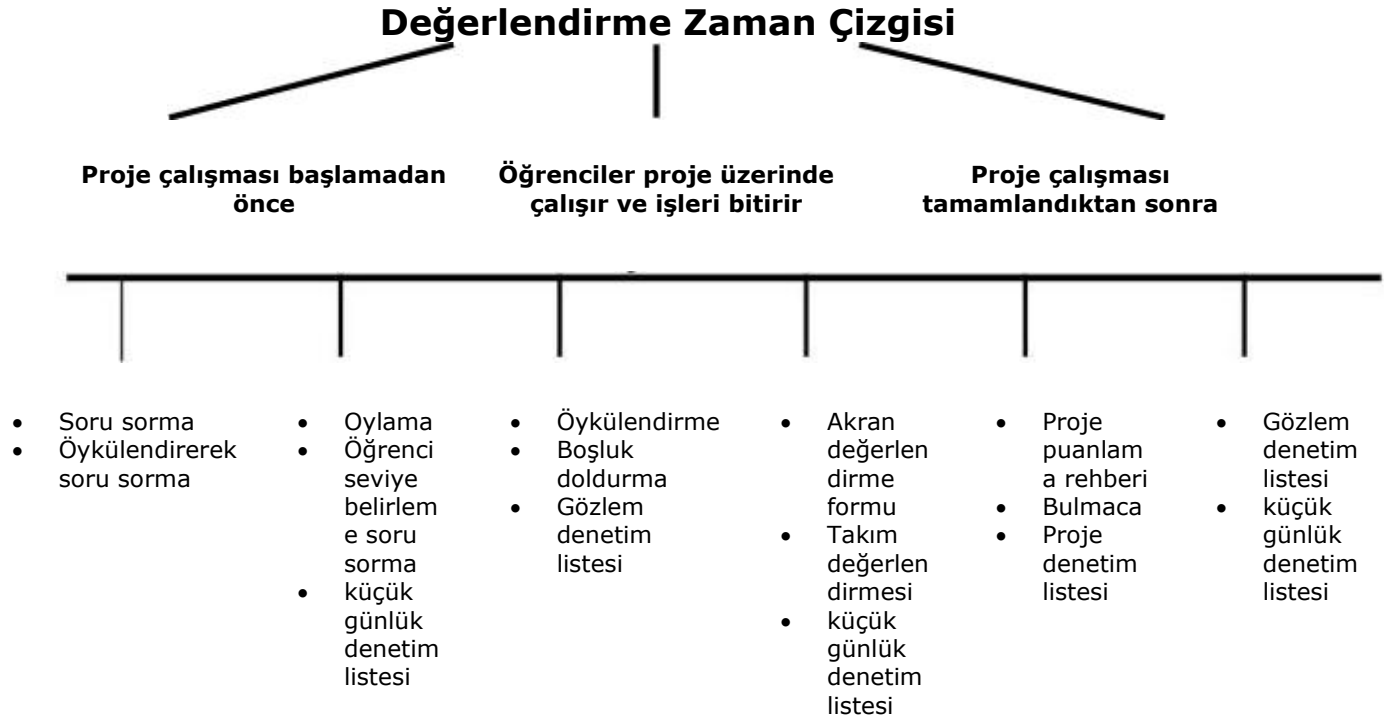 Değerlendirme Zaman Çizgisi
Proje çalışması başlamadan
önce
Öğrenciler proje üzerinde
çalışır ve işleri bitirir
Proje çalışması
tamamlandıktan sonra
• Soru sorma
• Öykülendirerek
soru sorma
• Oylama
• Öğrenci
seviye
belirlem
e soru
sorma
• küçük
günlük
denetim
listesi
• Öykülendirme
• Boşluk
doldurma
• Gözlem
denetim
listesi
• Akran
değerlen
dirme
formu
• Takım
değerlen
dirmesi
• küçük
günlük
denetim
listesi
• Proje
puanlam
a rehberi
• Bulmaca
• Proje
denetim
listesi
• Gözlem
denetim
listesi
• küçük
günlük
denetim
listesi